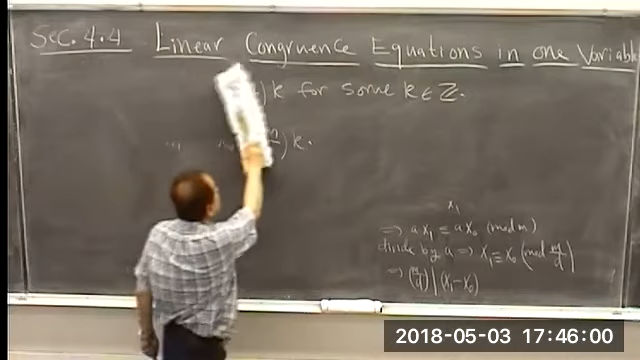 Sec. 4.4 Linear Congruence Equations in one Variable
)k for some k∈ℤ.
)k.
x₁
⇒ a x₁ ≡ a x₀ (mod m)
divide by a ⇒ x₁ ≡ x₀ (mod m/d)
⇒ (m/d) | (x₁ - x₀)
2018-05-03 17:46:00